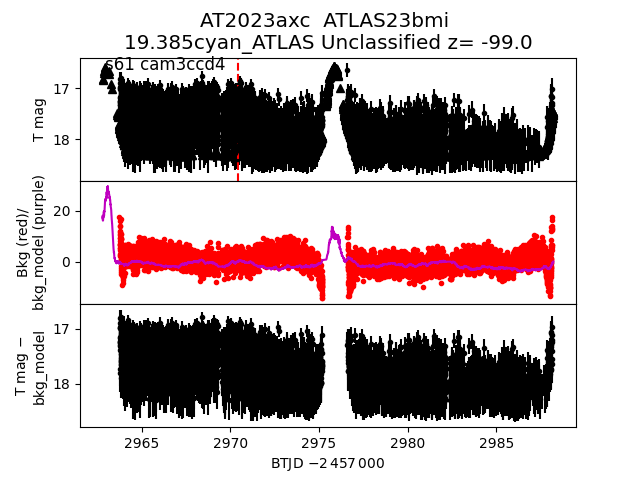 AT2023axc  ATLAS23bmi
19.385cyan_ATLAS Unclassified z= -99.0
s61 cam3ccd4
T mag
17
18
Bkg (red)/
bkg_model (purple)
20
0
T mag −
bkg_model
17
18
2965 2970 2975 2980 2985
BTJD −2 457 000